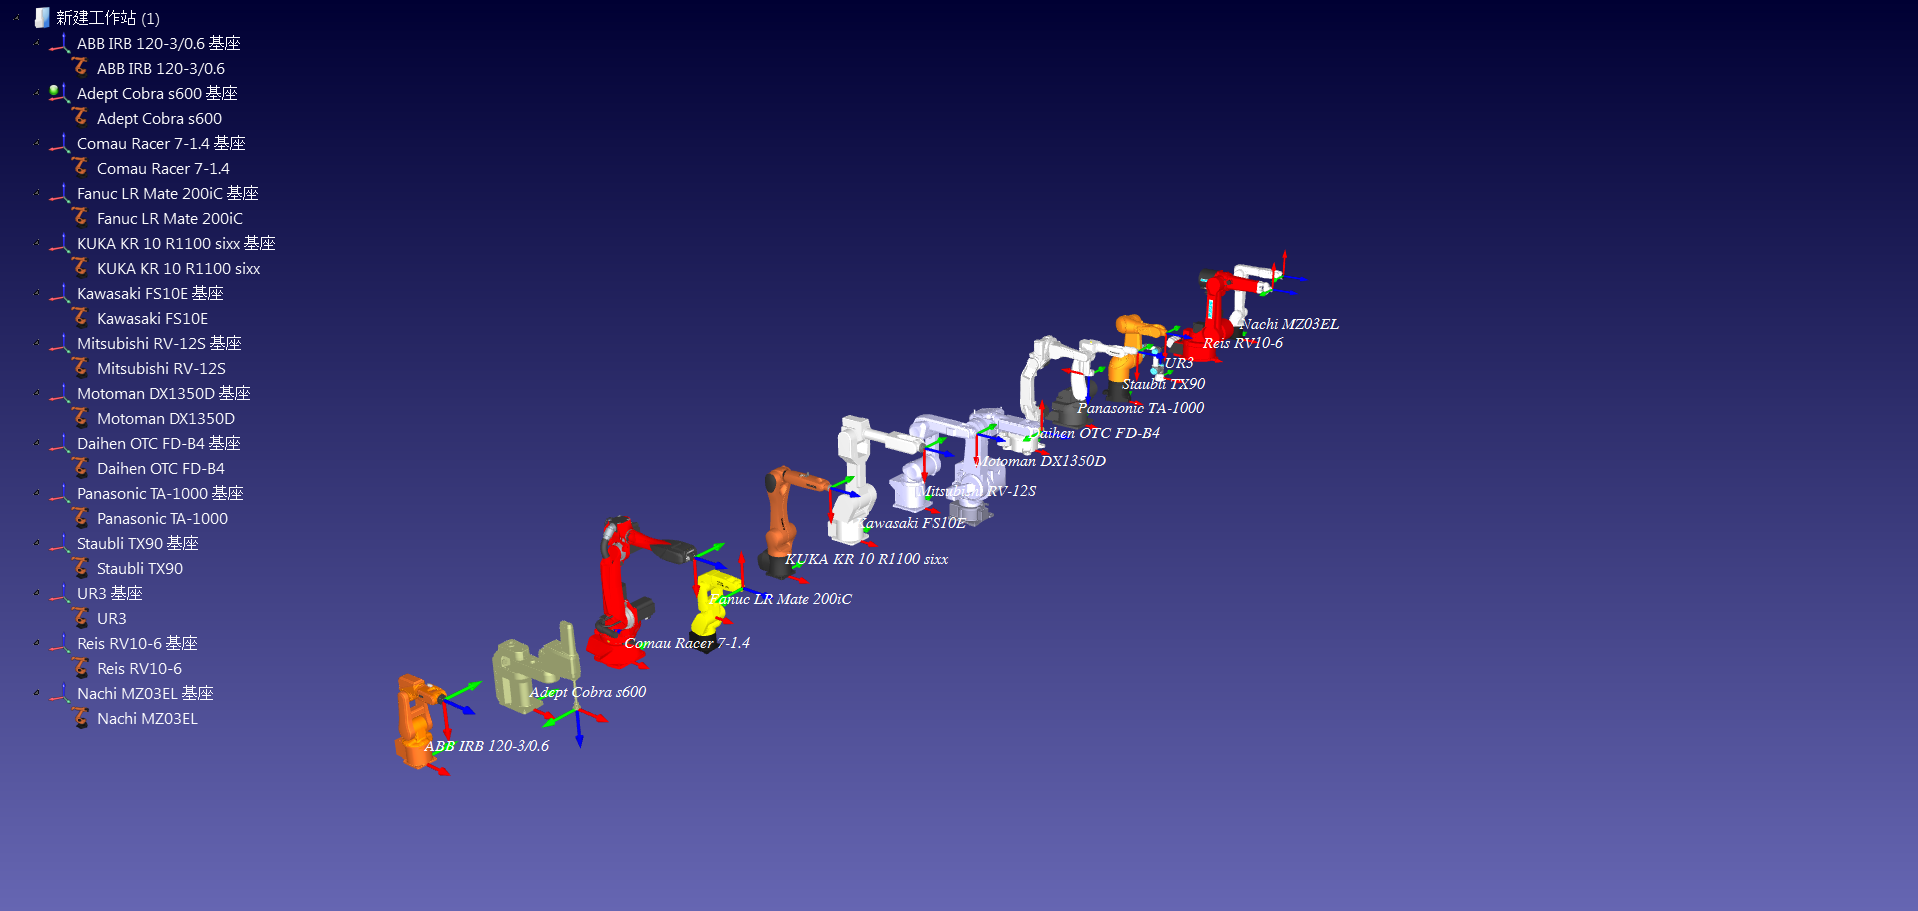 新建工作站 (1)
ABB IRB 120-3/0.6 基座
ABB IRB 120-3/0.6
Adept Cobra s600 基座
Adept Cobra s600
Comau Racer 7-1.4 基座
Comau Racer 7-1.4
Fanuc LR Mate 200iC 基座
Fanuc LR Mate 200iC
KUKA KR 10 R1100 sixx 基座
KUKA KR 10 R1100 sixx
Kawasaki FS10E 基座
Kawasaki FS10E
Mitsubishi RV-12S 基座
Mitsubishi RV-12S
Motoman DX1350D 基座
Motoman DX1350D
Daihen OTC FD-B4 基座
Daihen OTC FD-B4
Panasonic TA-1000 基座
Panasonic TA-1000
Staubli TX90 基座
Staubli TX90
UR3 基座
UR3
Reis RV10-6 基座
Reis RV10-6
Nachi MZ03EL 基座
Nachi MZ03EL
Nachi MZ03EL
Reis RV10-6
UR3
Staubli TX90
Panasonic TA-1000
Daihen OTC FD-B4
Motoman DX1350D
Mitsubishi RV-12S
Kawasaki FS10E
KUKA KR 10 R1100 sixx
Fanuc LR Mate 200iC
Comau Racer 7-1.4
Adept Cobra s600
ABB IRB 120-3/0.6